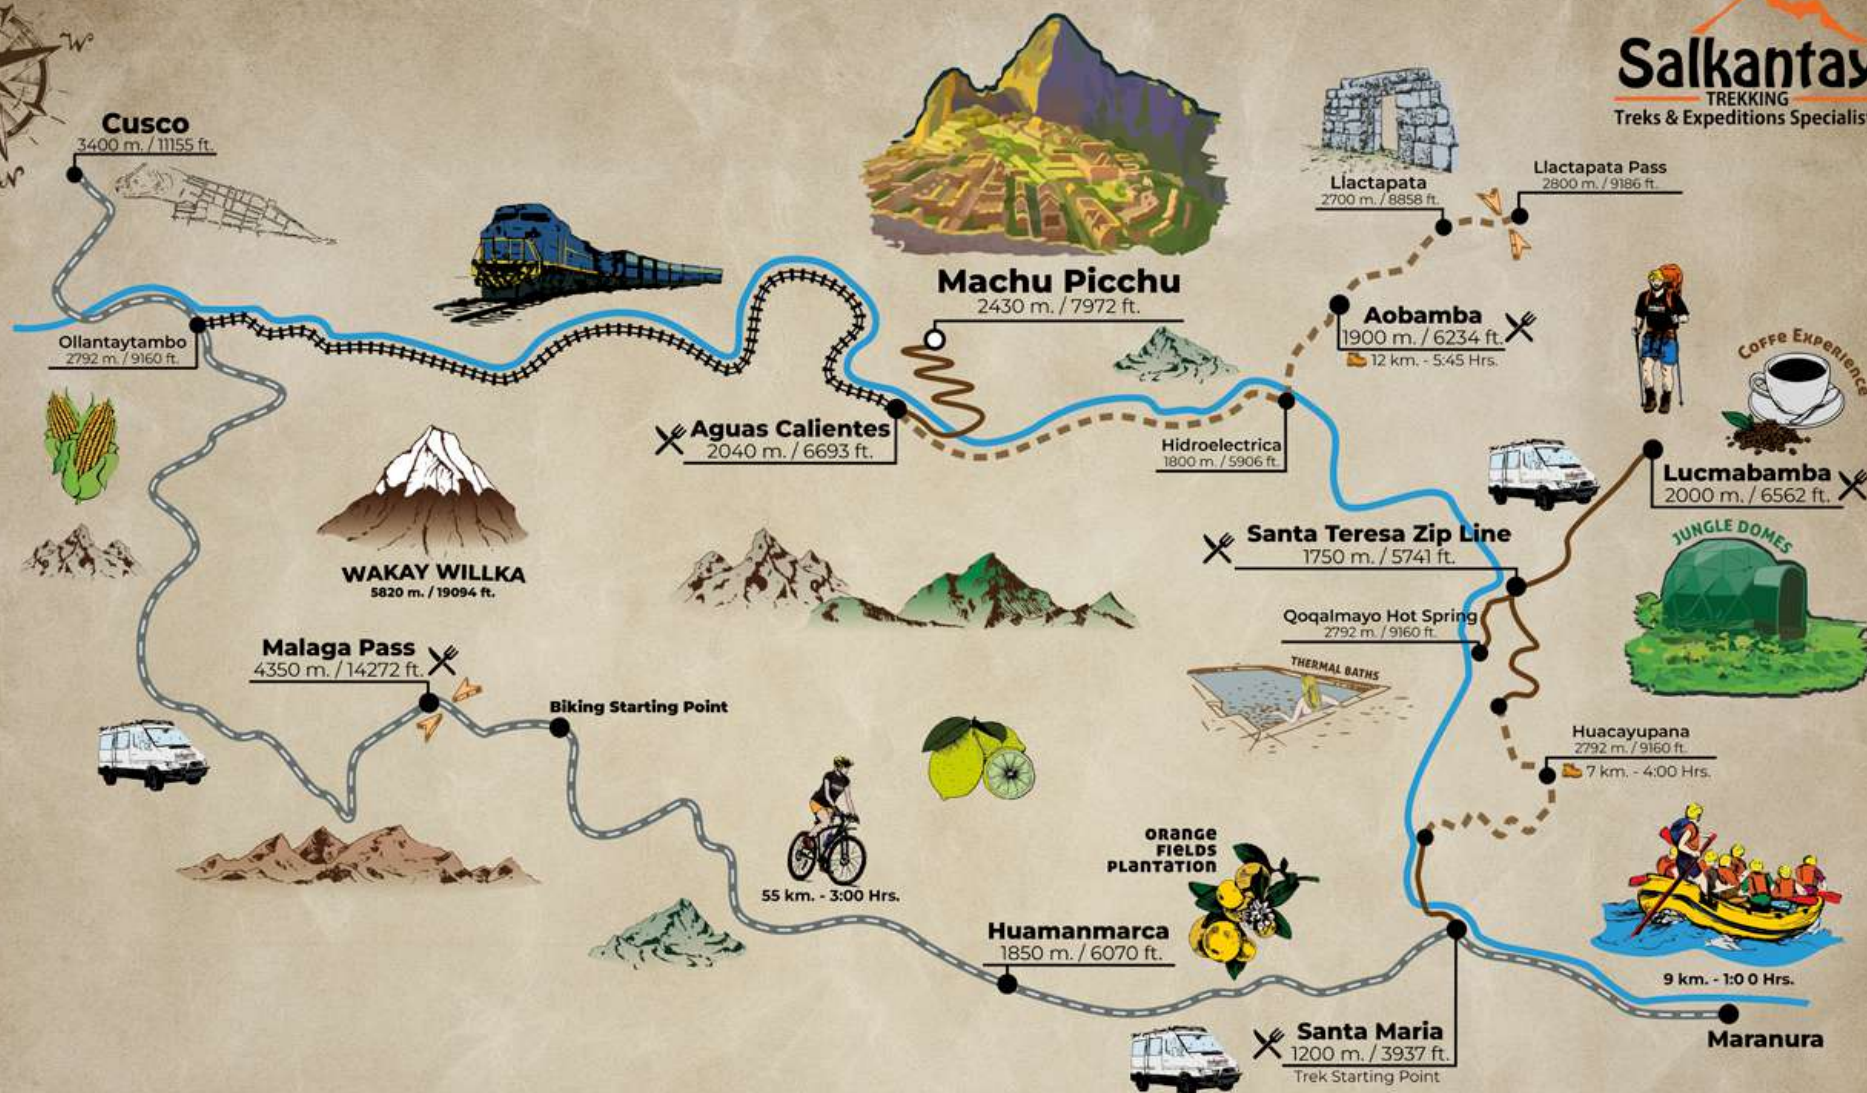 W
Salkantay
TREKKING
Treks & Expeditions Specialis
Cusco
3400 m. / 11155 ft.
Llactapata Pass
2800 m. / 9186 ft.
Llactapata
2700 m. / 8858 ft.
Machu Picchu
2430 m. / 7972 ft.
Aobamba
1900 m. / 6234 ft.
12 km. - 5:45 Hrs.
COFFE EXPERIENCE
Ollantaytambo
2792 m. / 9160 ft.
Aguas Calientes
2040 m. / 6693 ft.
Hidroelectrica
1800 m. / 5906 ft.
Lucmabamba
2000 m. / 6562 ft.
JUNGLE DOMES
Santa Teresa Zip Line
1750 m. / 5741 ft.
WAKAY WILLKA
5820 m. / 19094 ft.
Qoqalmayo Hot Spring
2792 m. / 9160 ft.
THERMAL BATHS
Malaga Pass
4350 m. / 14272 ft.
Biking Starting Point
Huacayupana
2792 m. / 9160 ft.
7 km. - 4:00 Hrs.
ORANGE
FIELDS
PLANTATION
55 km. - 3:00 Hrs.
Huamanmarca
1850 m. / 6070 ft.
9 km. - 1:0 0 Hrs.
Maranura
Santa Maria
1200 m. / 3937 ft.
Trek Starting Point